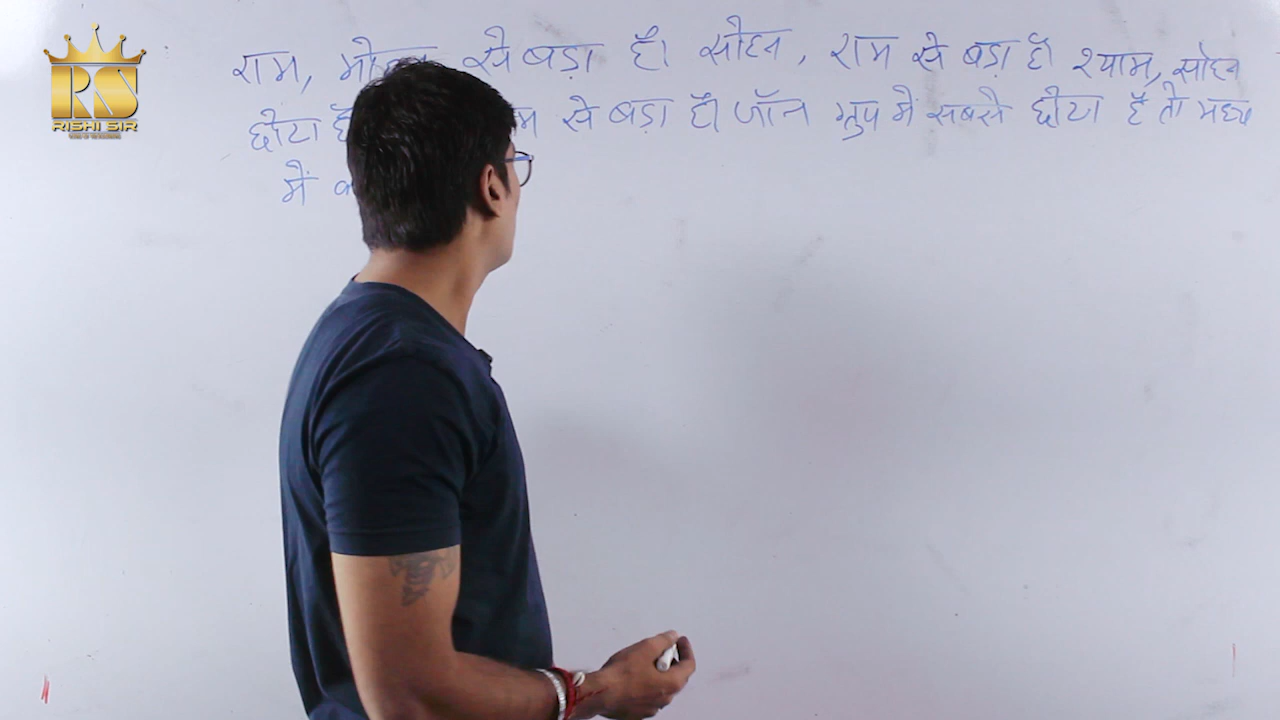 RS
RISHI SIR
राम, मोहन से बड़ा है। सोहन, राम से बड़ा है। श्याम, सोहन
छोटा है से बड़ा है। जॉन ग्रुप में सबसे छोटा है तो मध्य
में